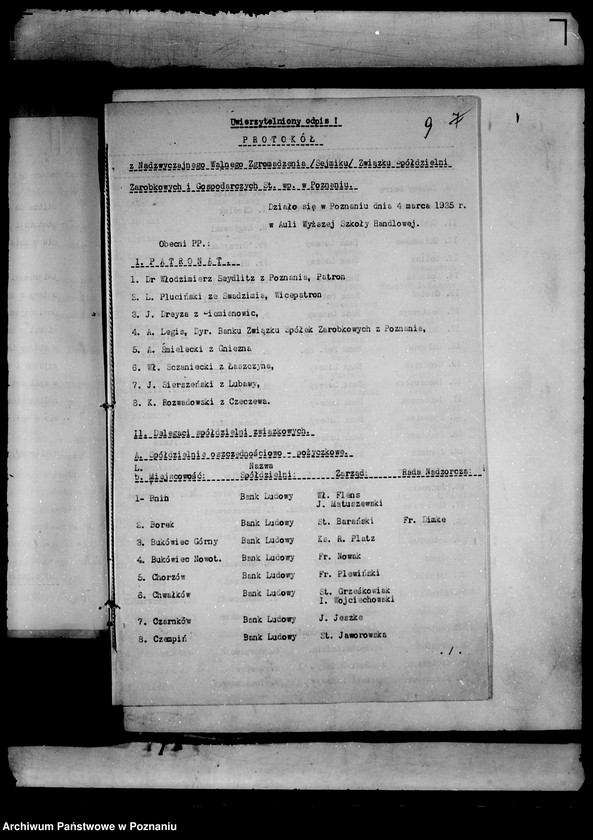 Uwierzytelniony odpis !
9 7
P R O T O K Ó Ł
z Nadzwyczajnego Walnego Zgromadzenia /Sejmiku/ Związku Spółdzielni
Zarobkowych i Gospodarczych St. wp. w Poznaniu.
Działo się w Poznaniu dnia 4 marca 1935 r.
w Auli Wyższej Szkoły Handlowej.
Obecni PP.:
I. P A T R O N A T .
1. Dr Włodzimierz Seydlitz z Poznania, Patron
2. L. Pluciński ze Swadzimia, Wicepatron
3. J. Dreyza z
4. A. Legis, Dyr. Banku Związku Spółek Zarobkowych z Poznania,
5. A. Śmielecki z Gniezna
6. Wł. Sczaniecki z Łaszczyna,
7. J. Sierszeński z Lubawy,
8. K. Rozwadowski z Czeczewa.
II. Delegaci spółdzielni związkowych.
A. Spółdzielnie oszczędnościowo - pożyczkowe.
L. Nazwa
b. Miejscowość: Spółdzielni: Zarząd: Rada Nadzorcza:
1- Bnin Bank Ludowy Wł. Flens
J. Matuszewski
2. Borek Bank Ludowy St. Barański Fr. Dimke
3. Bukówiec Górny Bank Ludowy Ks. R. Platz
4. Bukówiec Nowot. Bank Ludowy Fr. Nowak
5. Chorzów Bank Ludowy Fr. Plewiński
6. Chwałków Bank Ludowy St. Grześkowiak
I. Wojciechowski
7. Czarnków Bank Ludowy J. Jeszke
8. Czempiń Bank Ludowy St. Jaworowska
. / .
Archiwum Państwowe w Poznaniu